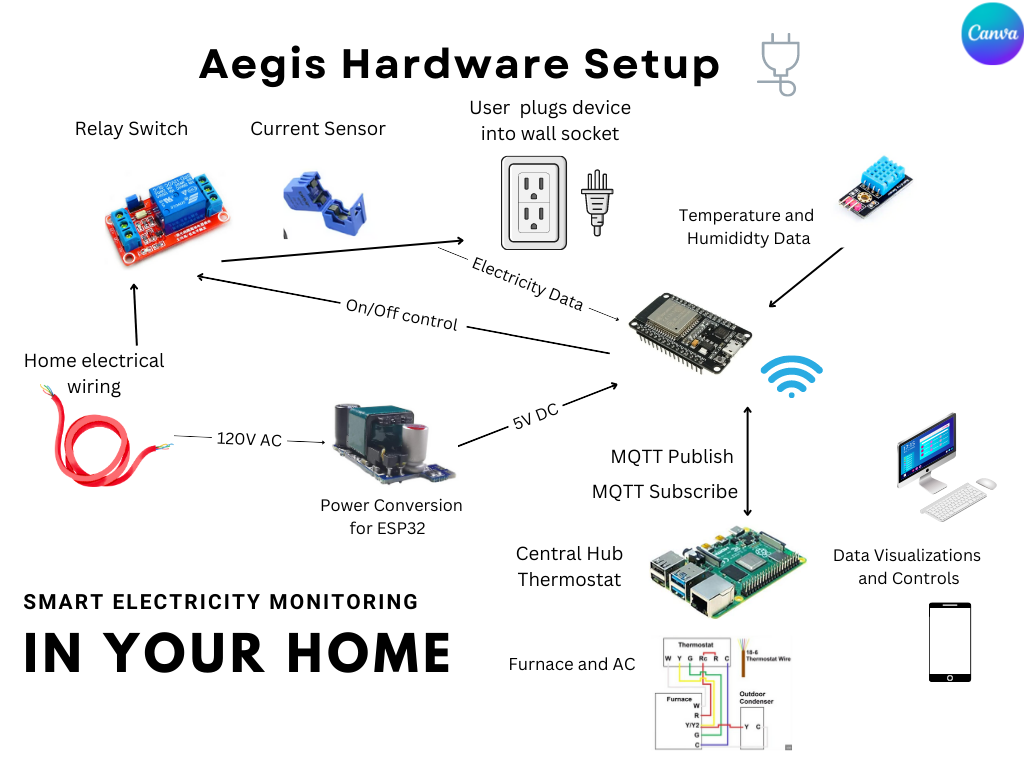 Canva
Aegis Hardware Setup
Relay Switch
Current Sensor
User plugs device
into wall socket
Temperature and
Humididty Data
Electricity Data
On/Off control
Home electrical
wiring
120V AC
5V DC
Power Conversion
for ESP32
MQTT Publish
MQTT Subscribe
Central Hub
Thermostat
Data Visualizations
and Controls
SMART ELECTRICITY MONITORING
IN YOUR HOME
Furnace and AC
Thermostat
W Y G Rc R C
18-6
Thermostat Wire
Furnace
W
R
Y/Y2
G
C
Outdoor
Condenser
Y C